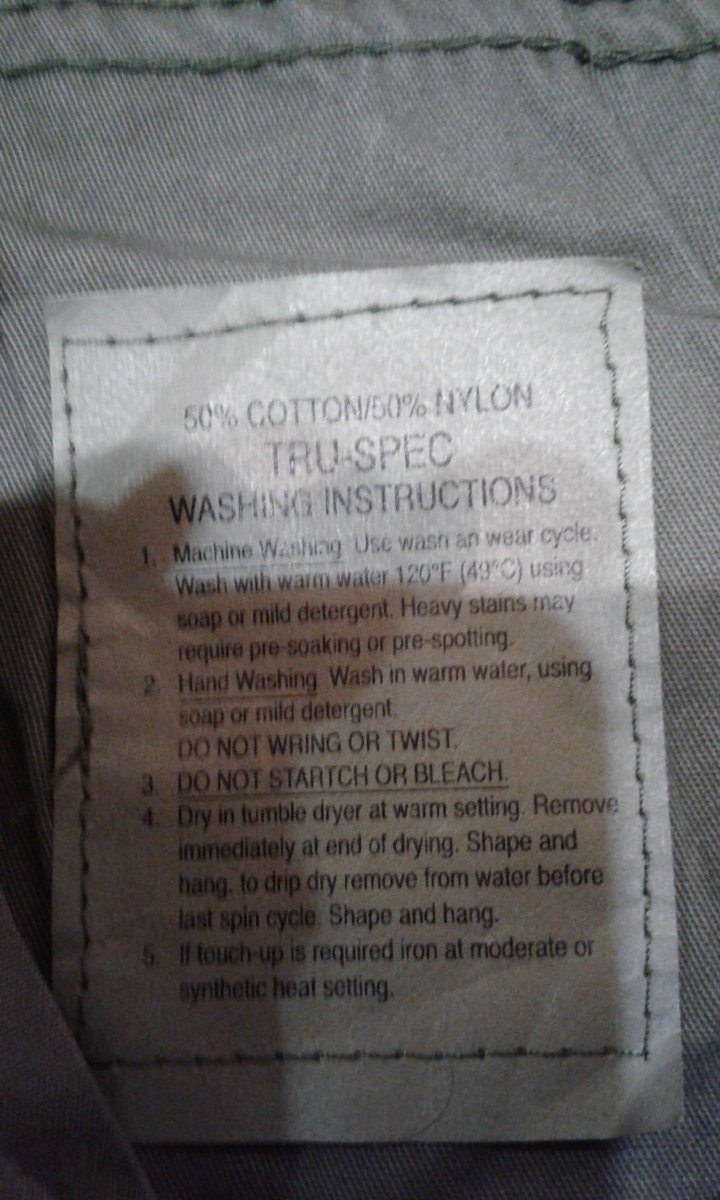 50% COTTON/50% NYLON
TRU-SPEC
WASHING INSTRUCTIONS
1. Machine Washing Use wash an wear cycle.
Wash with warm water 120°F (49°C) using
soap or mild detergent. Heavy stains may
require pre-soaking or pre-spotting.
2. Hand Washing Wash in warm water, using
soap or mild detergent.
DO NOT WRING OR TWIST.
3. DO NOT STARTCH OR BLEACH.
4. Dry in tumble dryer at warm setting. Remove
immediately at end of drying. Shape and
hang. to drip dry remove from water before
last spin cycle. Shape and hang.
5. If touch-up is required iron at moderate or
synthetic heat setting.